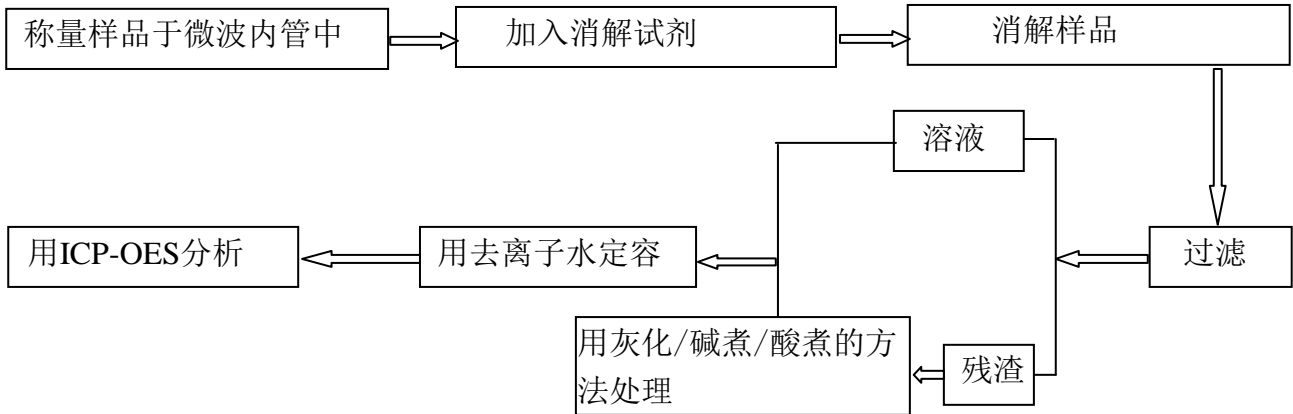 称量样品于微波内管中
加入消解试剂
消解样品
溶液
过滤
用去离子水定容
用ICP-OES分析
残渣
用灰化/碱煮/酸煮的方
法处理